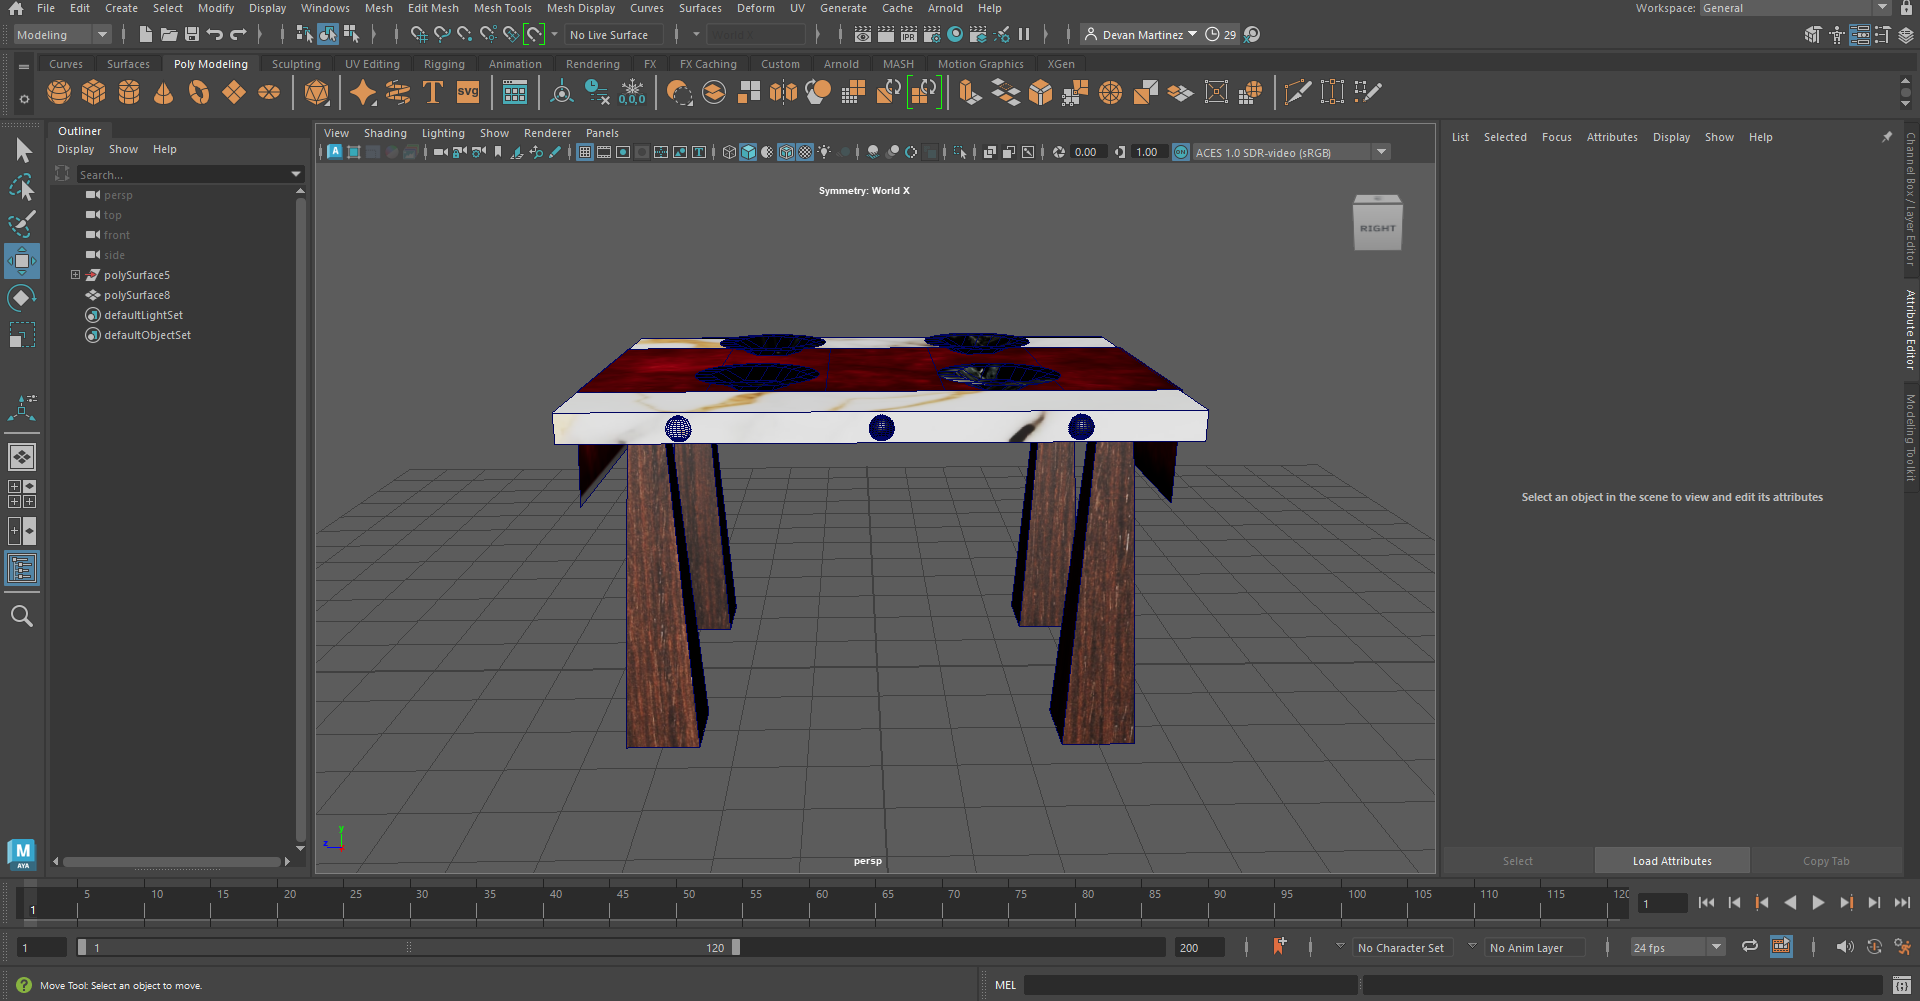 File Edit Create Select Modify Display Windows Mesh Edit Mesh Mesh Tools Mesh Display Curves Surfaces Deform UV Generate Cache Arnold Help Workspace: General
Modeling No Live Surface IPR Devan Martinez 29
Curves Surfaces Poly Modeling Sculpting UV Editing Rigging Animation Rendering FX FX Caching Custom Arnold MASH Motion Graphics XGen
T svg 0,0,0
Outliner
Display Show Help
Search...
persp
top
front
side
polySurface5
polySurface8
defaultLightSet
defaultObjectSet
View Shading Lighting Show Renderer Panels
A T 0.00 1.00 ON ACES 1.0 SDR-video (sRGB)
Symmetry: World X
RIGHT
y
z
persp
List Selected Focus Attributes Display Show Help
Select an object in the scene to view and edit its attributes
Select Load Attributes Copy Tab
Channel Box / Layer Editor
Attribute Editor
Modeling Toolkit
M
AYA
5 10 15 20 25 30 35 40 45 50 55 60 65 70 75 80 85 90 95 100 105 110 115 120
1
1
1 1 120 200 No Character Set No Anim Layer 24 fps
? Move Tool: Select an object to move. MEL